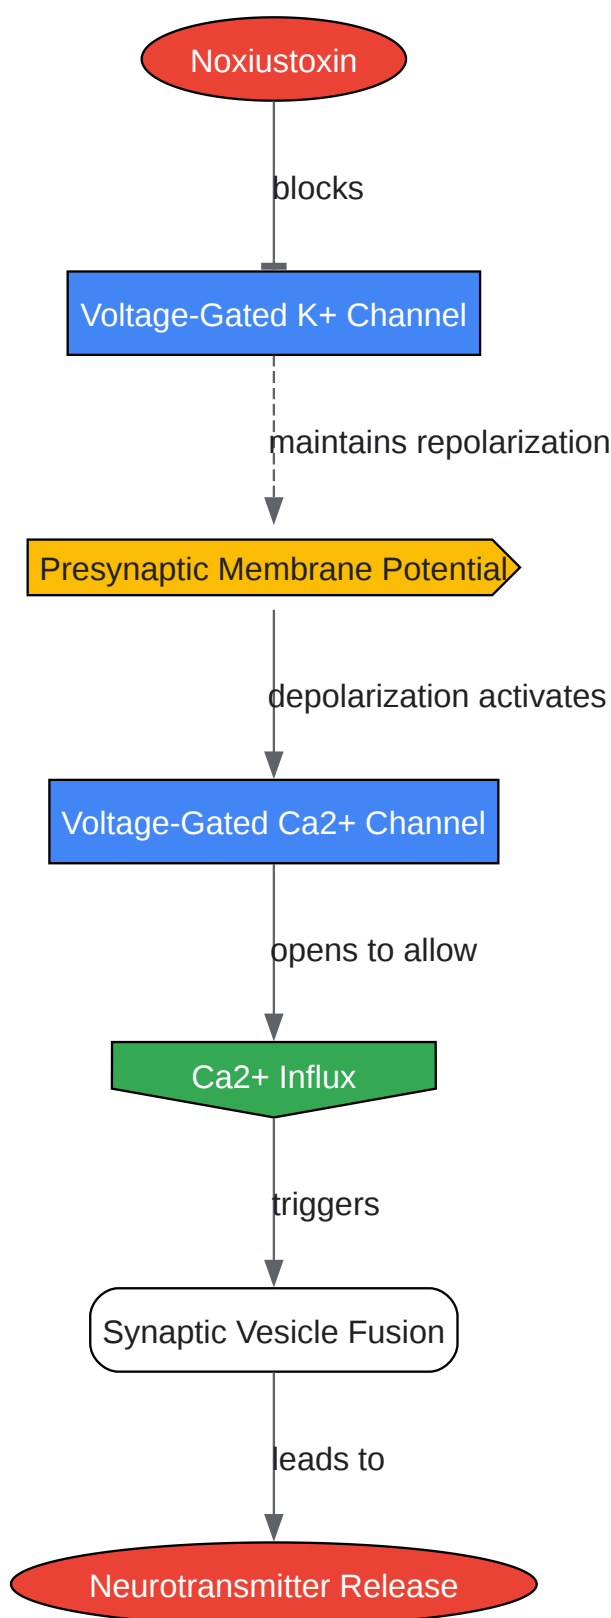 Noxiustoxin
blocks
Voltage-Gated K+ Channel
maintains repolarization
Presynaptic Membrane Potential
depolarization activates
Voltage-Gated Ca2+ Channel
opens to allow
Ca2+ Influx
triggers
Synaptic Vesicle Fusion
leads to
Neurotransmitter Release